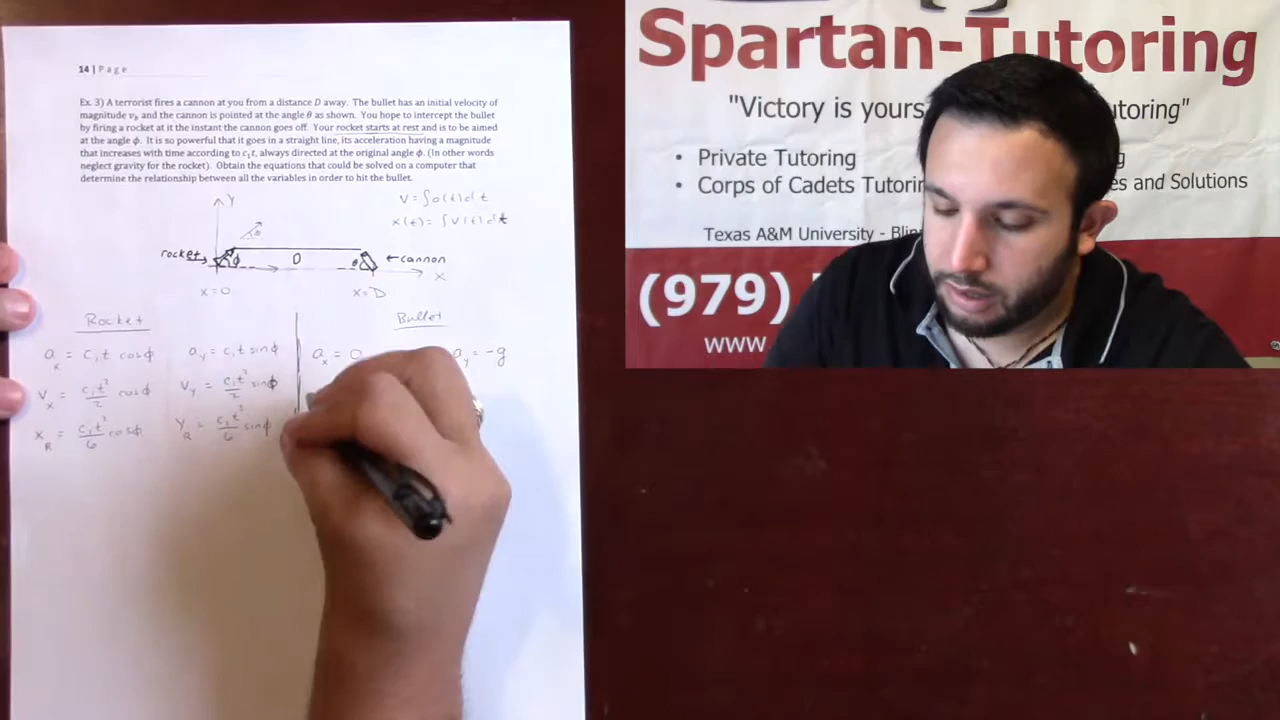 14 | Page
Ex. 3) A terrorist fires a cannon at you from a distance D away. The bullet has an initial velocity of
magnitude v₀ and the cannon is pointed at the angle θ as shown. You hope to intercept the bullet
by firing a rocket at it the instant the cannon goes off. Your rocket starts at rest and is to be aimed
at the angle ϕ. It is so powerful that it goes in a straight line, its acceleration having a magnitude
that increases with time according to c₁t, always directed at the original angle ϕ. (In other words
neglect gravity for the rocket). Obtain the equations that could be solved on a computer that
determine the relationship between all the variables in order to hit the bullet.
V = ∫a(t)dt
x(t) = ∫V(t)dt
Y
rocket
ϕ
D
θ
cannon
x
x=0
x=D
Rocket
Bullet
aₓ = c₁t cosϕ
a_y = c₁t sinϕ
aₓ = 0
a_y = -g
Vₓ = c₁t²/2 cosϕ
V_y = c₁t²/2 sinϕ
x_R = c₁t³/6 cosϕ
Y_R = c₁t³/6 sinϕ
Spartan-Tutoring
"Victory is yours
utoring"
• Private Tutoring
• Corps of Cadets Tutorin
es and Solutions
Texas A&M University - Blin
(979)
www